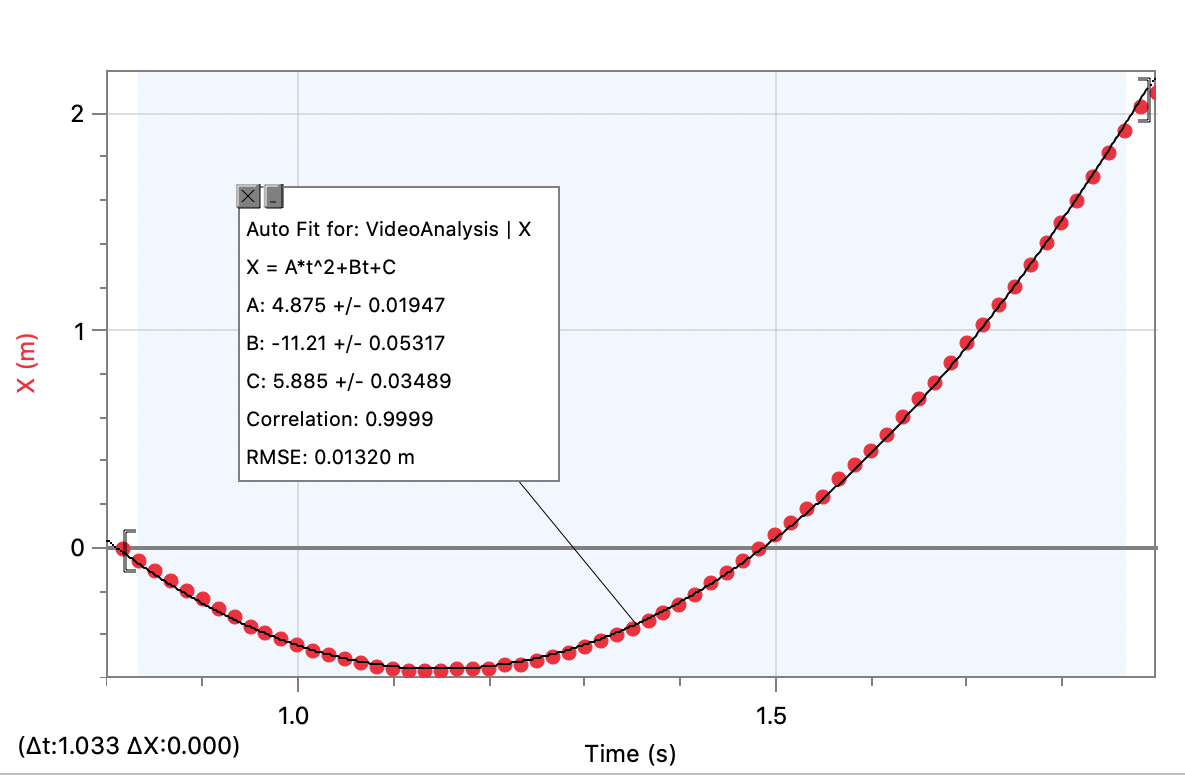 2
Auto Fit for: VideoAnalysis | X
X = A*t^2+Bt+C
A: 4.875 +/- 0.01947
B: -11.21 +/- 0.05317
1
C: 5.885 +/- 0.03489
X (m)
Correlation: 0.9999
RMSE: 0.01320 m
0
1.0
1.5
(Δt:1.033 ΔX:0.000)
Time (s)